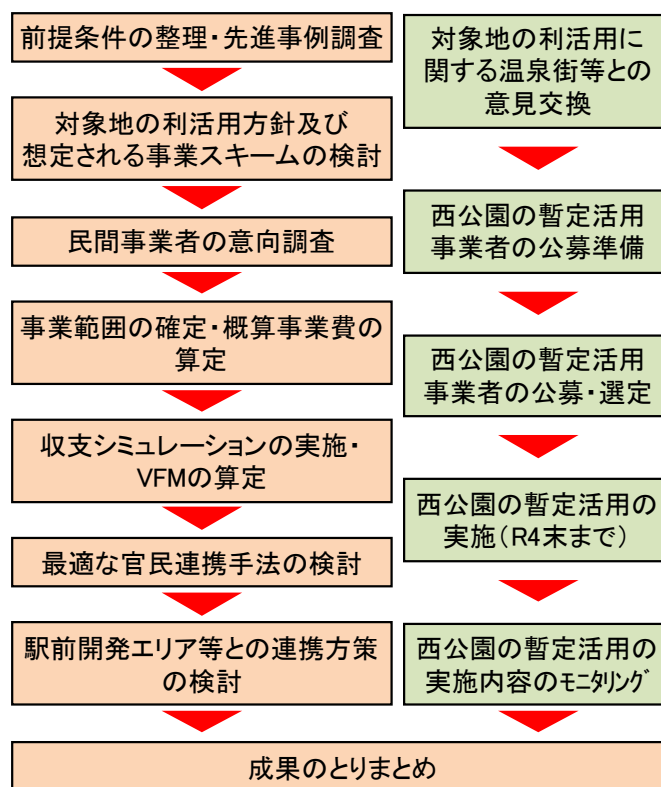 前提条件の整理・先進事例調査
対象地の利活用方針及び
想定される事業スキームの検討
民間事業者の意向調査
事業範囲の確定・概算事業費の
算定
収支シミュレーションの実施・
VFMの算定
最適な官民連携手法の検討
駅前開発エリア等との連携方策
の検討
対象地の利活用に
関する温泉街等との
意見交換
西公園の暫定活用
事業者の公募準備
西公園の暫定活用
事業者の公募・選定
西公園の暫定活用の
実施(R4末まで)
西公園の暫定活用の
実施内容のモニタリング
成果のとりまとめ